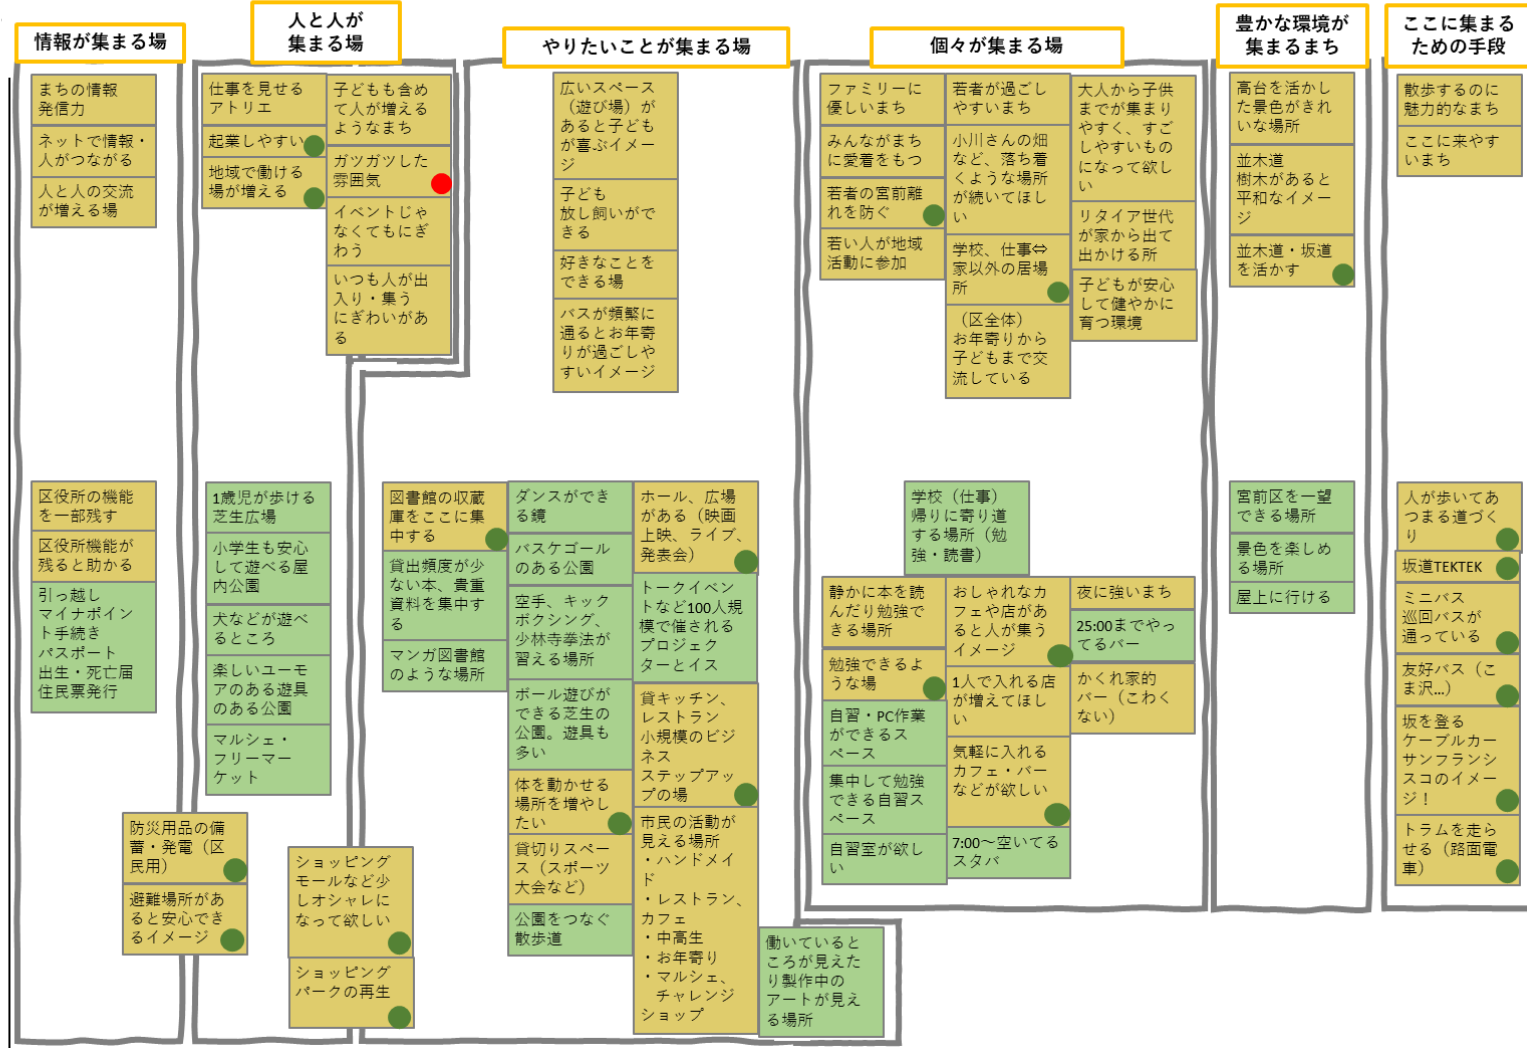 情報が集まる場
人と人が
集まる場
やりたいことが集まる場
個々が集まる場
豊かな環境が
集まるまち
ここに集まる
ための手段
まちの情報
発信力
ネットで情報・
人がつながる
人と人の交流
が増える場
仕事を見せる
アトリエ
起業しやすい
地域で働ける
場が増える
子どもも含め
て人が増える
ようなまち
ガツガツした
雰囲気
イベントじゃ
なくてもにぎ
わう
いつも人が出
入り・集う
にぎわいがあ
る
広いスペース
（遊び場）が
あると子ども
が喜ぶイメー
ジ
子ども
放し飼いがで
きる
好きなことを
できる場
バスが頻繁に
通るとお年寄
りが過ごしや
すいイメージ
ファミリーに
優しいまち
みんながまち
に愛着をもつ
若者の宮前離
れを防ぐ
若い人が地域
活動に参加
若者が過ごし
やすいまち
小川さんの畑
など、落ち着
くような場所
が続いてほし
い
学校、仕事⇔
家以外の居場
所
（区全体）
お年寄りから
子どもまで交
流している
大人から子供
までが集まり
やすく、すご
しやすいもの
になって欲し
い
リタイア世代
が家から出て
出かける所
子どもが安心
して健やかに
育つ環境
高台を活かし
た景色がきれ
いな場所
並木道
樹木があると
平和なイメー
ジ
並木道・坂道
を活かす
散歩するのに
魅力的なまち
ここに来やす
いまち
区役所の機能
を一部残す
区役所機能が
残ると助かる
引っ越し
マイナポイン
ト手続き
パスポート
出生・死亡届
住民票発行
防災用品の備
蓄・発電（区
民用）
避難場所があ
ると安心でき
るイメージ
1歳児が歩ける
芝生広場
小学生も安心
して遊べる屋
内公園
犬などが遊べ
るところ
楽しいユーモ
アのある遊具
のある公園
マルシェ・
フリーマー
ケット
ショッピング
モールなど少
しオシャレに
なって欲しい
ショッピング
パークの再生
図書館の収蔵
庫をここに集
中する
貸出頻度が少
ない本、貴重
資料を集中す
る
マンガ図書館
のような場所
ダンスができ
る鏡
バスケゴール
のある公園
空手、キック
ボクシング、
少林寺拳法が
習える場所
ボール遊びが
できる芝生の
公園。遊具も
多い
体を動かせる
場所を増やし
たい
貸切りスペー
ス（スポーツ
大会など）
公園をつなぐ
散歩道
ホール、広場
がある（映画
上映、ライブ、
発表会）
トークイベン
トなど100人規
模で催される
プロジェク
ターとイス
貸キッチン、
レストラン
小規模のビジ
ネス
ステップアッ
プの場
市民の活動が
見える場所
・ハンドメイ
ド
・レストラン、
カフェ
・中高生
・お年寄り
・マルシェ、
チャレンジ
ショップ
働いていると
ころが見えた
り製作中の
アートが見え
る場所
学校（仕事）
帰りに寄り道
する場所（勉
強・読書）
静かに本を読
んだり勉強で
きる場所
勉強できるよ
うな場
自習・PC作業
ができるス
ペース
集中して勉強
できる自習ス
ペース
自習室が欲し
い
おしゃれなカ
フェや店があ
ると人が集う
イメージ
1人で入れる店
が増えてほし
い
気軽に入れる
カフェ・バー
などが欲しい
7:00～空いてる
スタバ
夜に強いまち
25:00までやっ
てるバー
かくれ家的
バー（こわく
ない）
宮前区を一望
できる場所
景色を楽しめ
る場所
屋上に行ける
人が歩いてあ
つまる道づく
り
坂道TEKTEK
ミニバス
巡回バスが
通っている
友好バス（こ
ま沢…）
坂を登る
ケーブルカー
サンフランシ
スコのイメー
ジ！
トラムを走ら
せる（路面電
車）